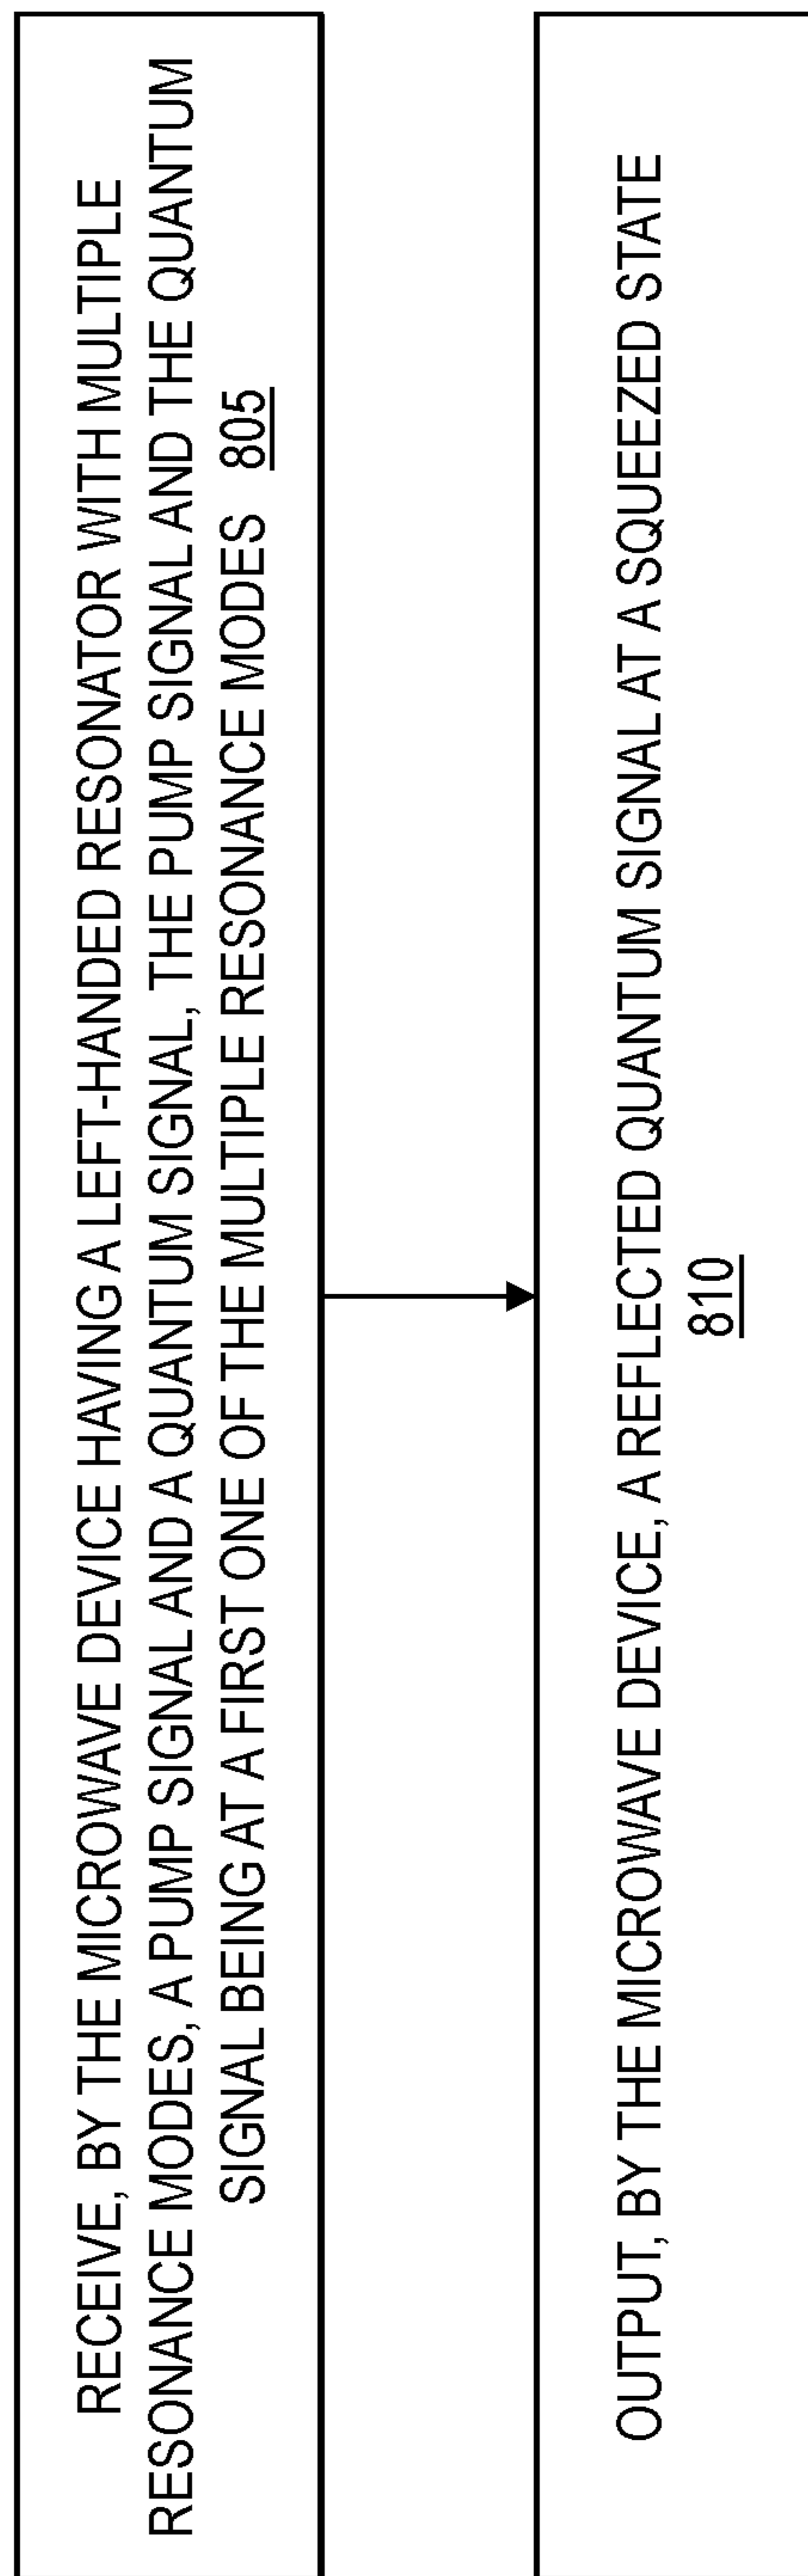 RECEIVE, BY THE MICROWAVE DEVICE HAVING A LEFT-HANDED RESONATOR WITH MULTIPLE
RESONANCE MODES, A PUMP SIGNAL AND A QUANTUM SIGNAL, THE PUMP SIGNAL AND THE QUANTUM
SIGNAL BEING AT A FIRST ONE OF THE MULTIPLE RESONANCE MODES 805
OUTPUT, BY THE MICROWAVE DEVICE, A REFLECTED QUANTUM SIGNAL AT A SQUEEZED STATE
810